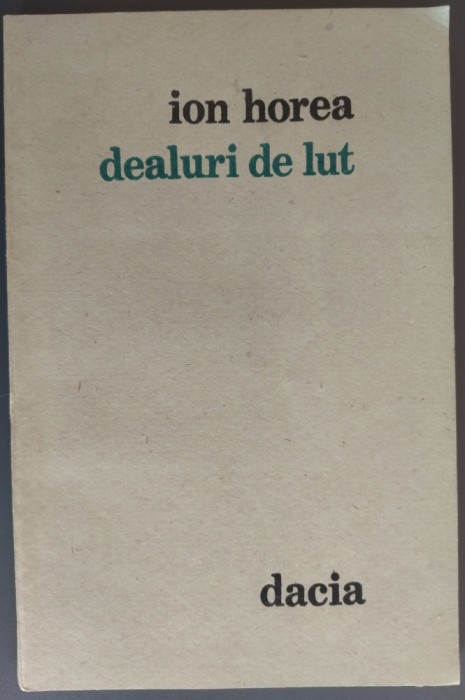 ion horea
dealuri de lut
dacia